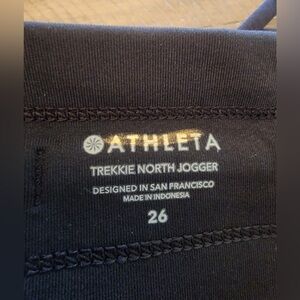 ATHLETA
TREKKIE NORTH JOGGER
DESIGNED IN SAN FRANCISCO
MADE IN INDONESIA
26